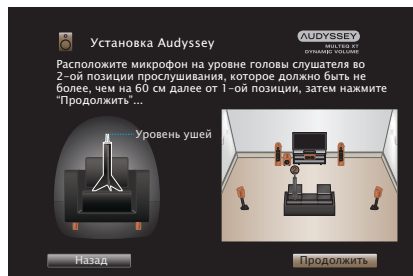 Установка Audyssey
AUDYSSEY
MULTEQ XT
DYNAMIC VOLUME
Расположите микрофон на уровне головы слушателя во
2-ой позиции прослушивания, которое должно быть не
более, чем на 60 см далее от 1-ой позиции, затем нажмите
"Продолжить"...
Уровень ушей
Назад
Продолжить